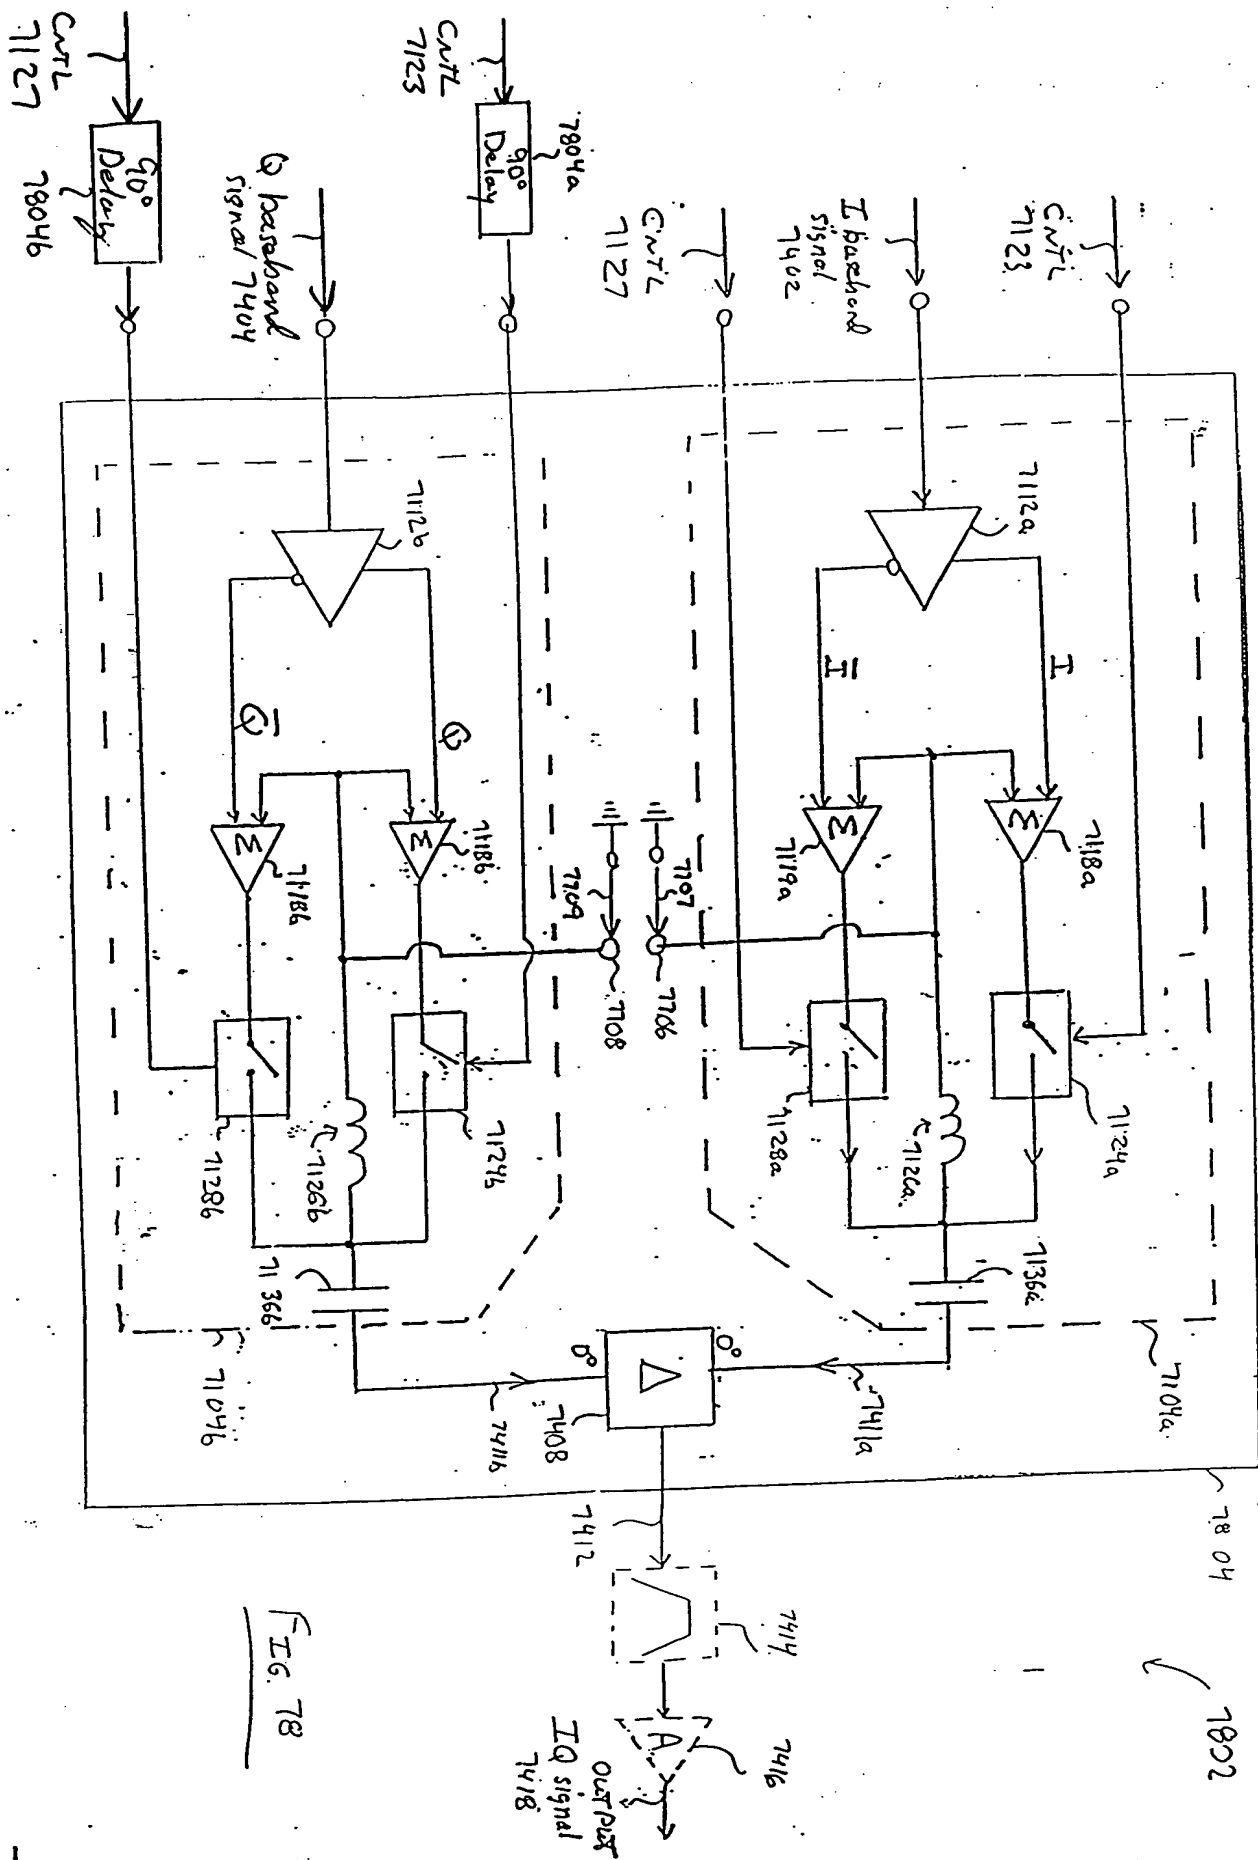 CNTL
7123
I baseband
signal
7402
CNTL
7127
7804a
90°
Delay
CNTL
7123
Q baseband
signal 7404
90°
Delay
7804b
CNTL
7127
7112a
I
I̅
7118a
Σ
7119a
Σ
7124a
7126a
7128a
7136a
7104a
7707
7706
7709
7708
7112b
Q
Q̅
7118b
Σ
7118b
Σ
7124b
7126b
7128b
7136b
7104b
7411a
0°
0°
7408
7411b
7804
7412
7414
A
7416
OUTPUT
IQ signal
7418
7802
FIG. 78